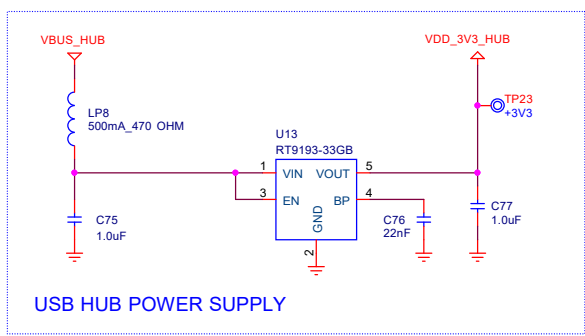 VBUS_HUB
VDD_3V3_HUB
LP8
500mA_470 OHM
TP23
+3V3
U13
RT9193-33GB
1
VIN
VOUT
5
3
EN
BP
4
GND
2
C75
1.0uF
C76
22nF
C77
1.0uF
USB HUB POWER SUPPLY